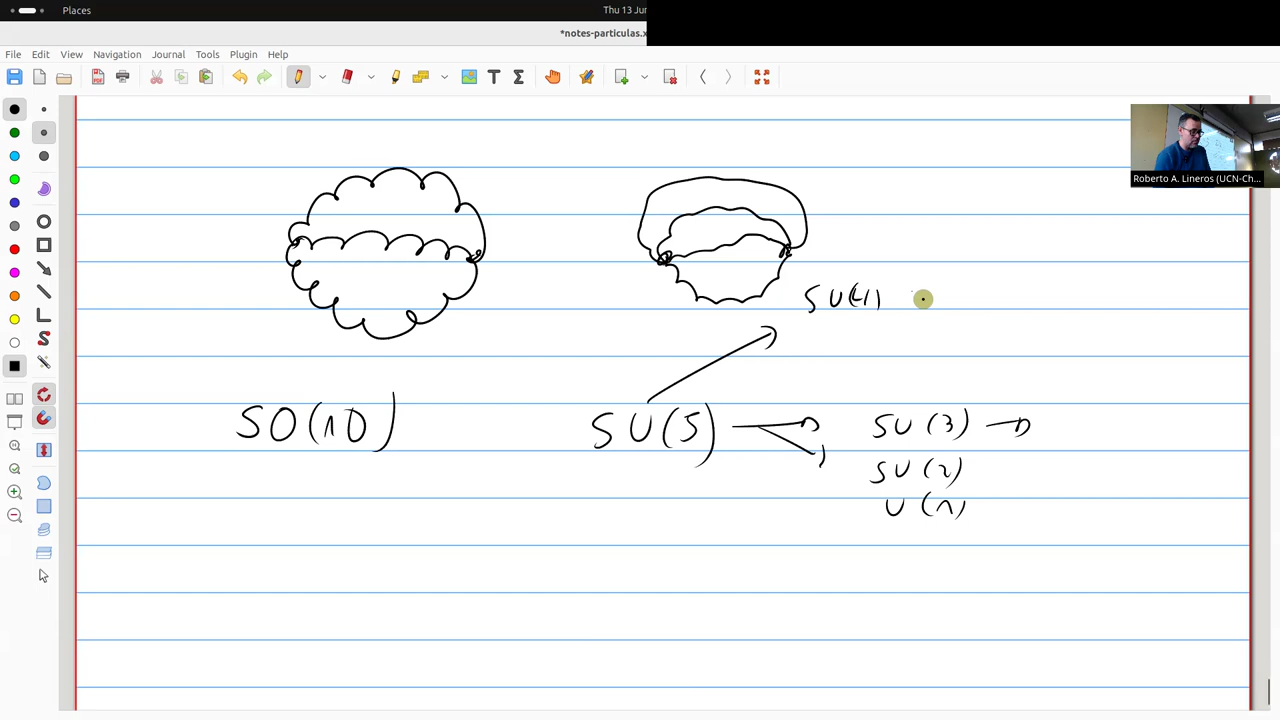 Places
Thu 13 Jun
*notes-particulas.x
File Edit View Navigation Journal Tools Plugin Help
Roberto A. Lineros (UCN-Ch...
SU(4)
SO(10)
SU(5)
SU(3)
SU(2)
U(1)